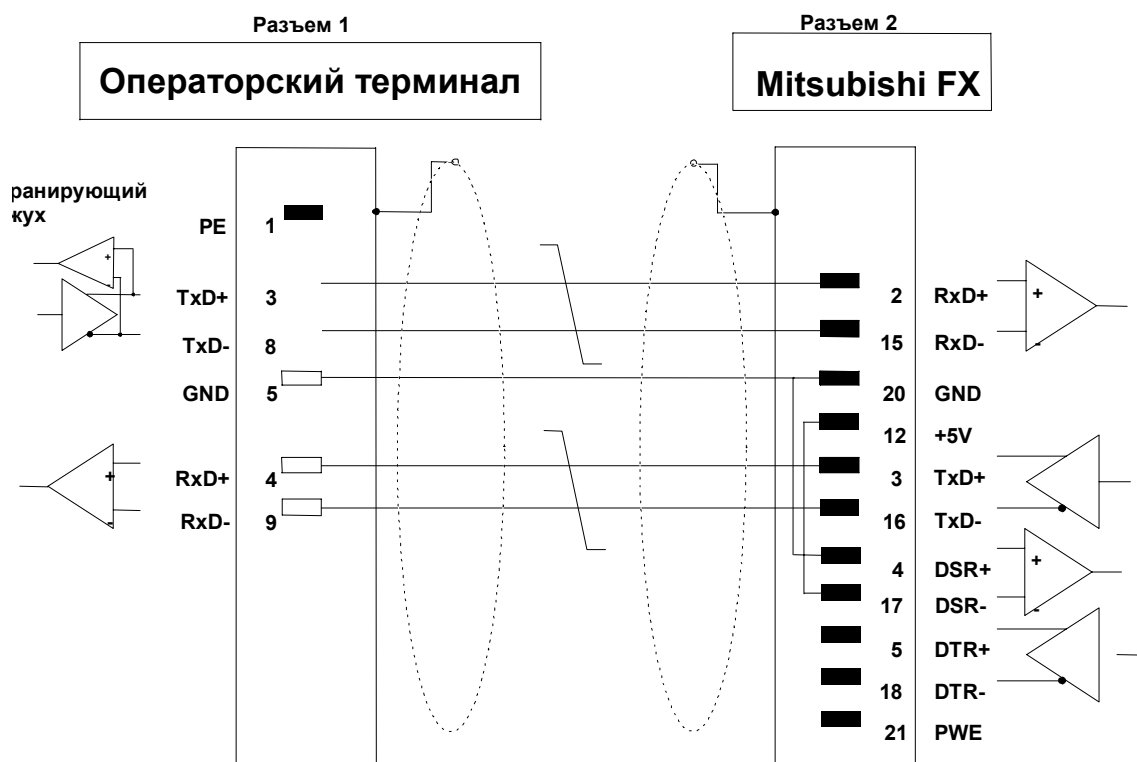 Разъем 1
Разъем 2
Операторский терминал
Mitsubishi FX
ранирующий
жух
PE 1
TxD+ 3
TxD- 8
GND 5
RxD+ 4
RxD- 9
2 RxD+
15 RxD-
20 GND
12 +5V
3 TxD+
16 TxD-
4 DSR+
17 DSR-
5 DTR+
18 DTR-
21 PWE